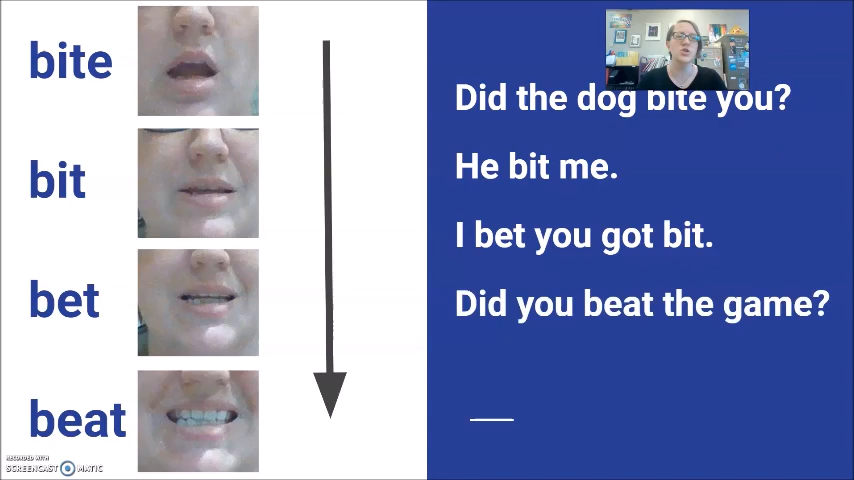 bite
bit
bet
beat
Did the dog bite you?
He bit me.
I bet you got bit.
Did you beat the game?
RECORDED WITH
SCREENCAST MATIC